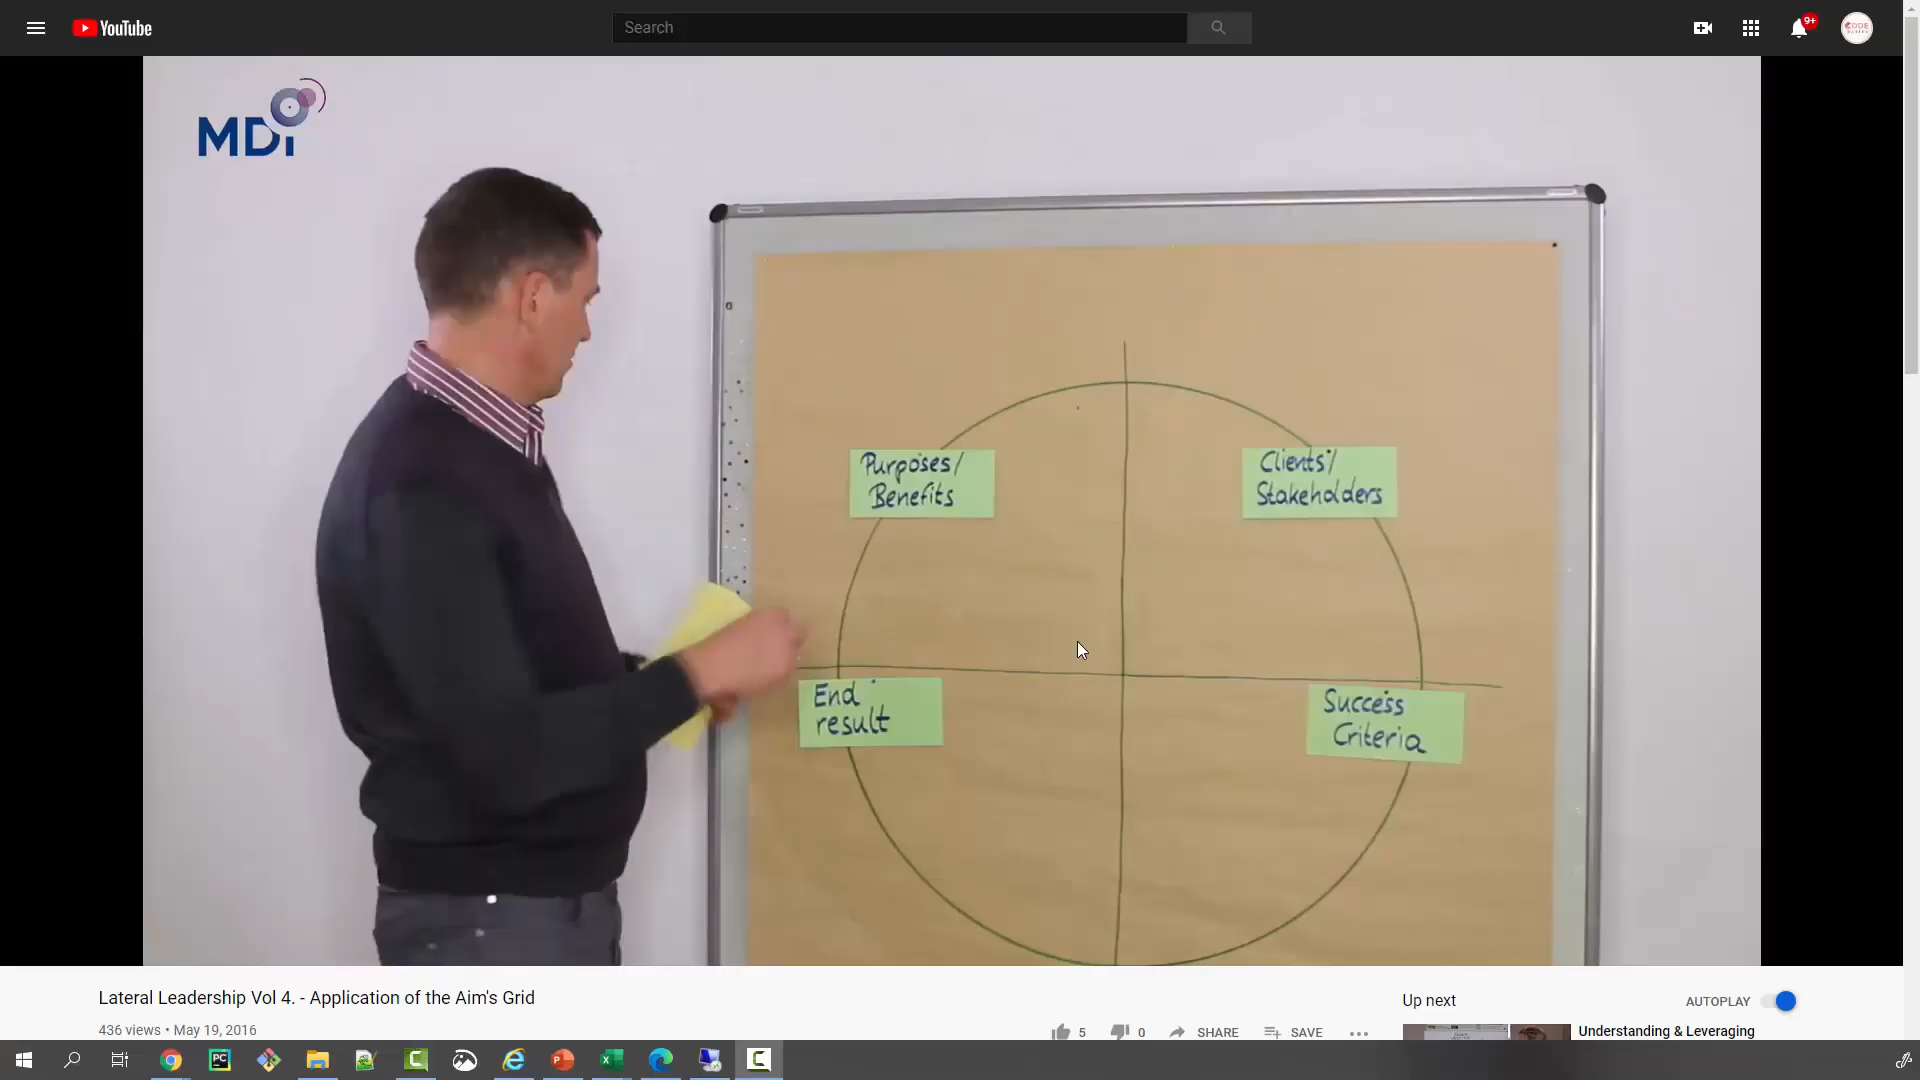 YouTube
Search
9+
MDi
Purposes/
Benefits
Clients/
Stakeholders
End
result
Success
Criteria
Lateral Leadership Vol 4. - Application of the Aim's Grid
436 views • May 19, 2016
5
0
SHARE
SAVE
Up next
AUTOPLAY
Understanding & Leveraging